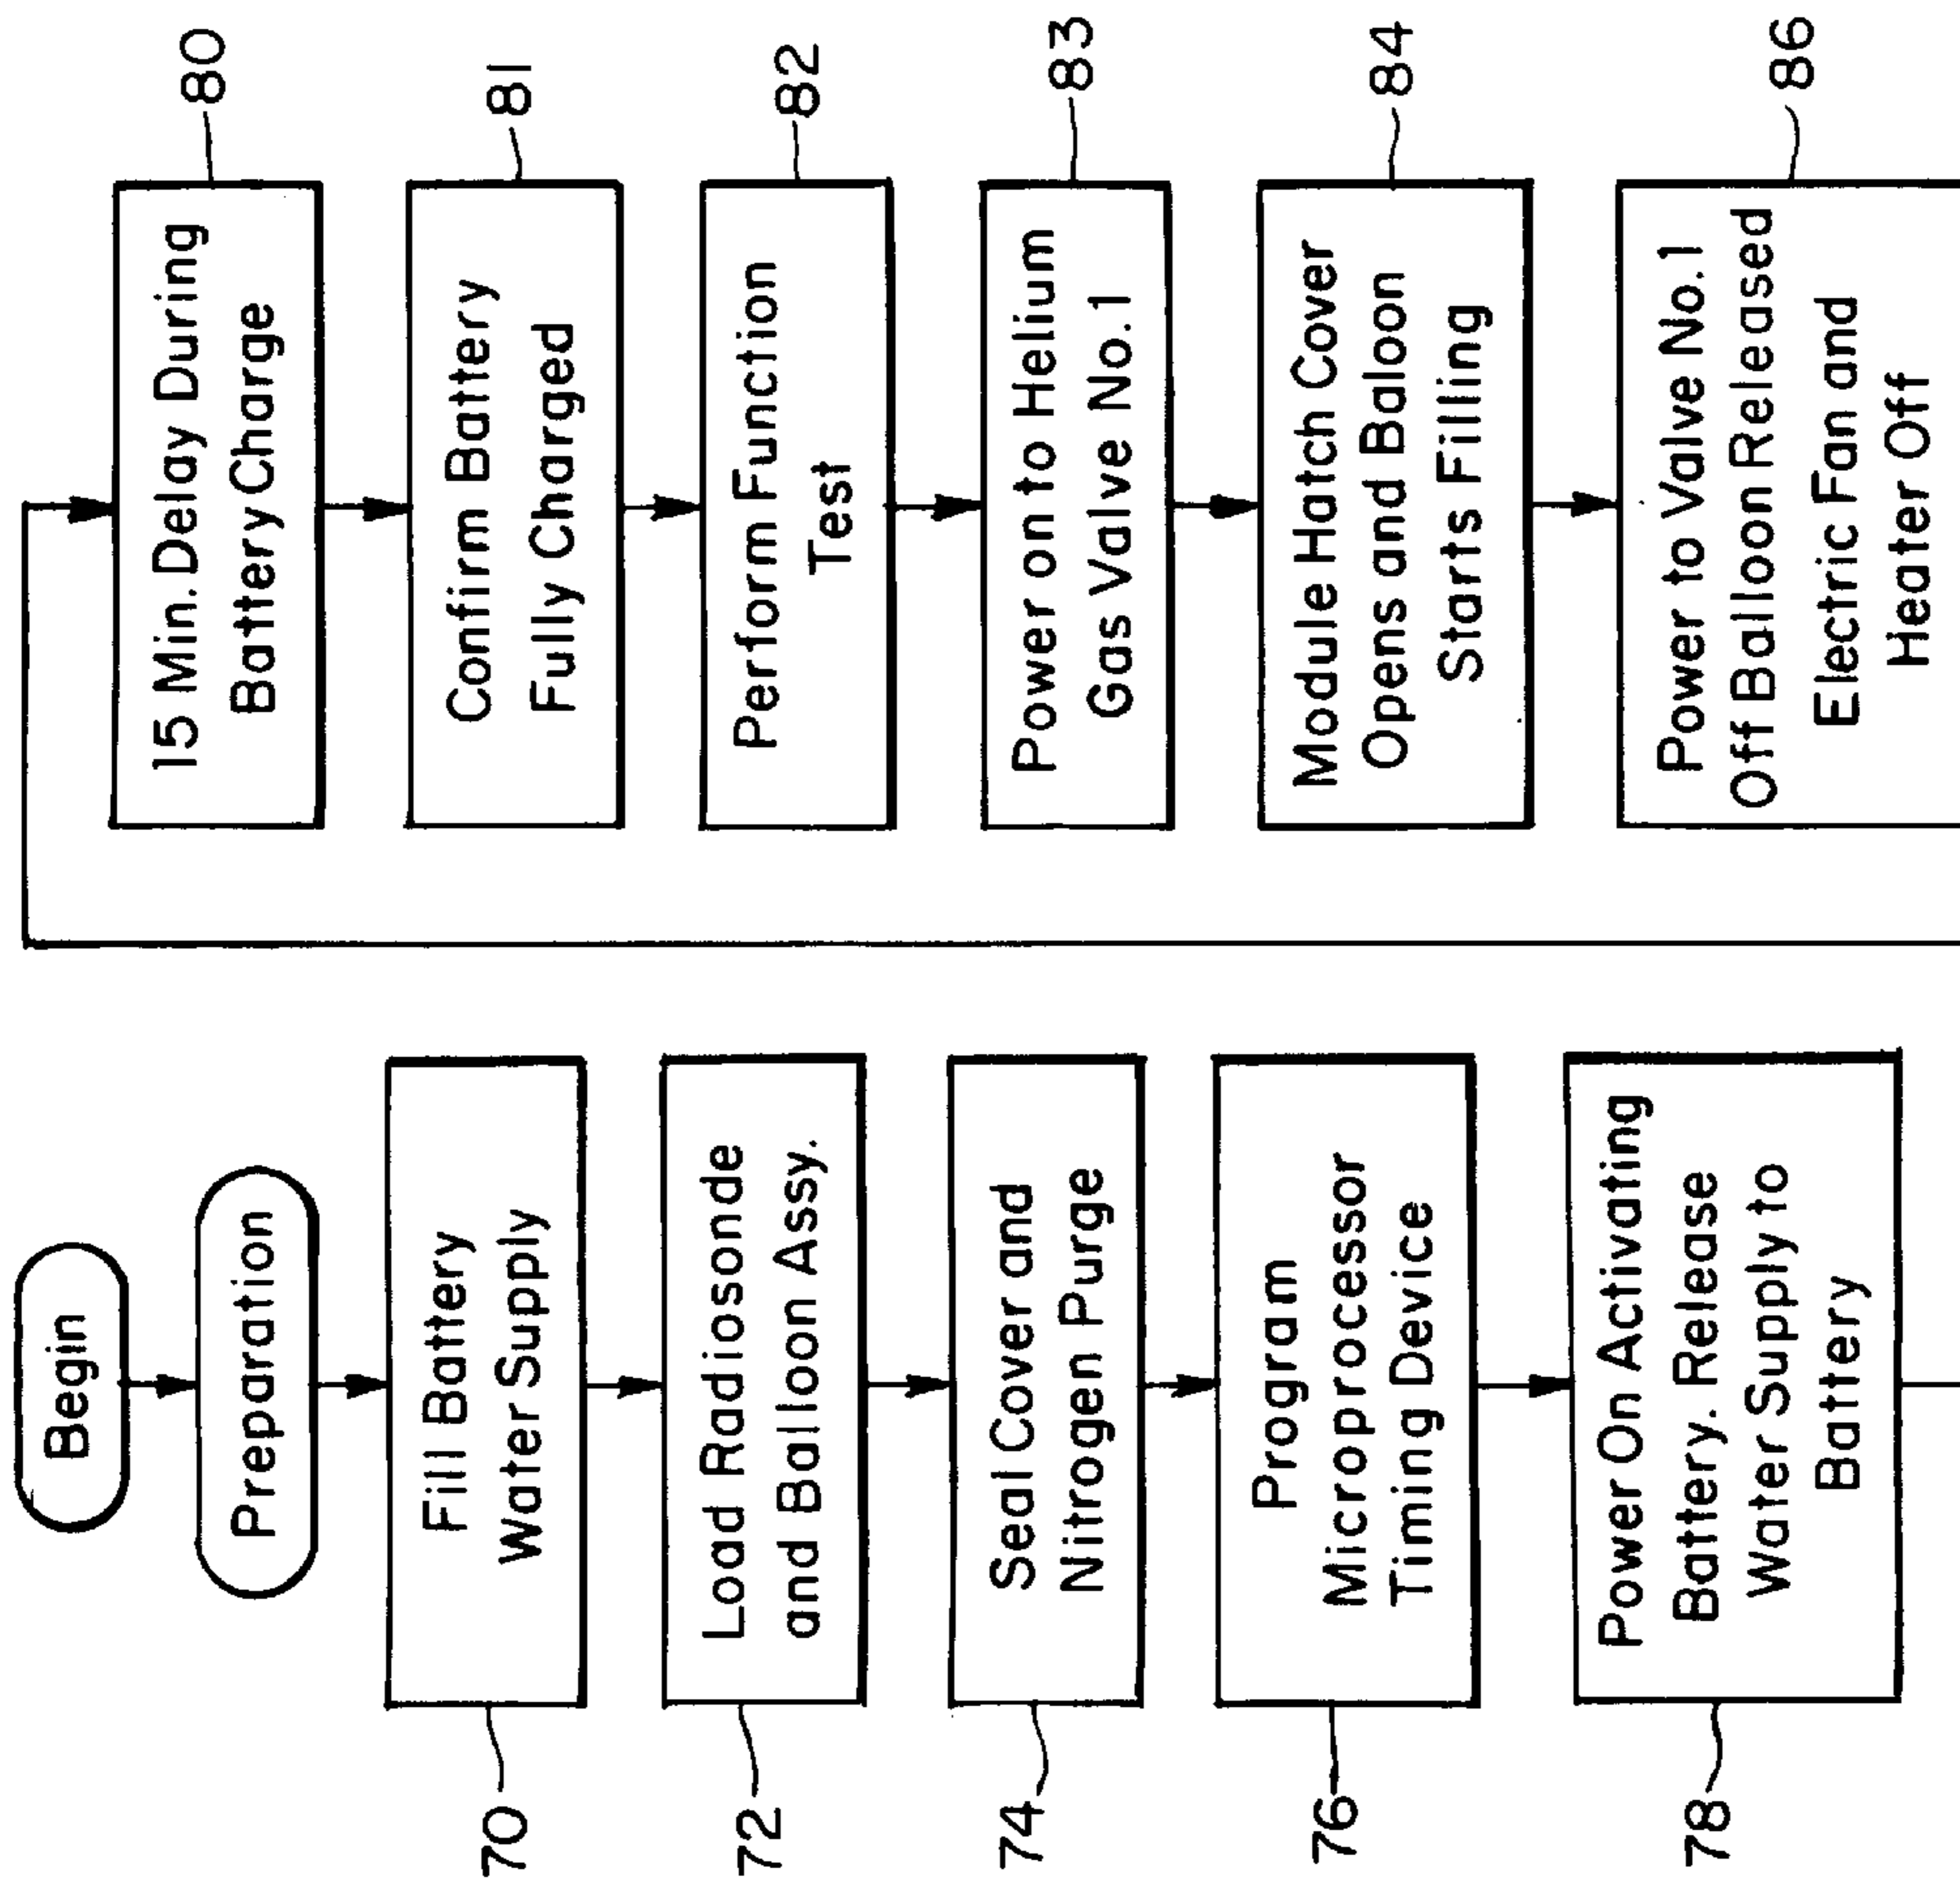 Begin
Preparation
Fill Battery
Water Supply
70
Load Radiosonde
and Balloon Assy.
72
Seal Cover and
Nitrogen Purge
74
Program
Microprocessor
Timing Device
76
Power On Activating
Battery. Release
Water Supply to
Battery
78
15 Min. Delay During
Battery Charge
80
Confirm Battery
Fully Charged
81
Perform Function
Test
82
Power on to Helium
Gas Valve No.1
83
Module Hatch Cover
Opens and Baloon
Starts Filling
84
Power to Valve No.1
Off Balloon Released
Electric Fan and
Heater Off
86